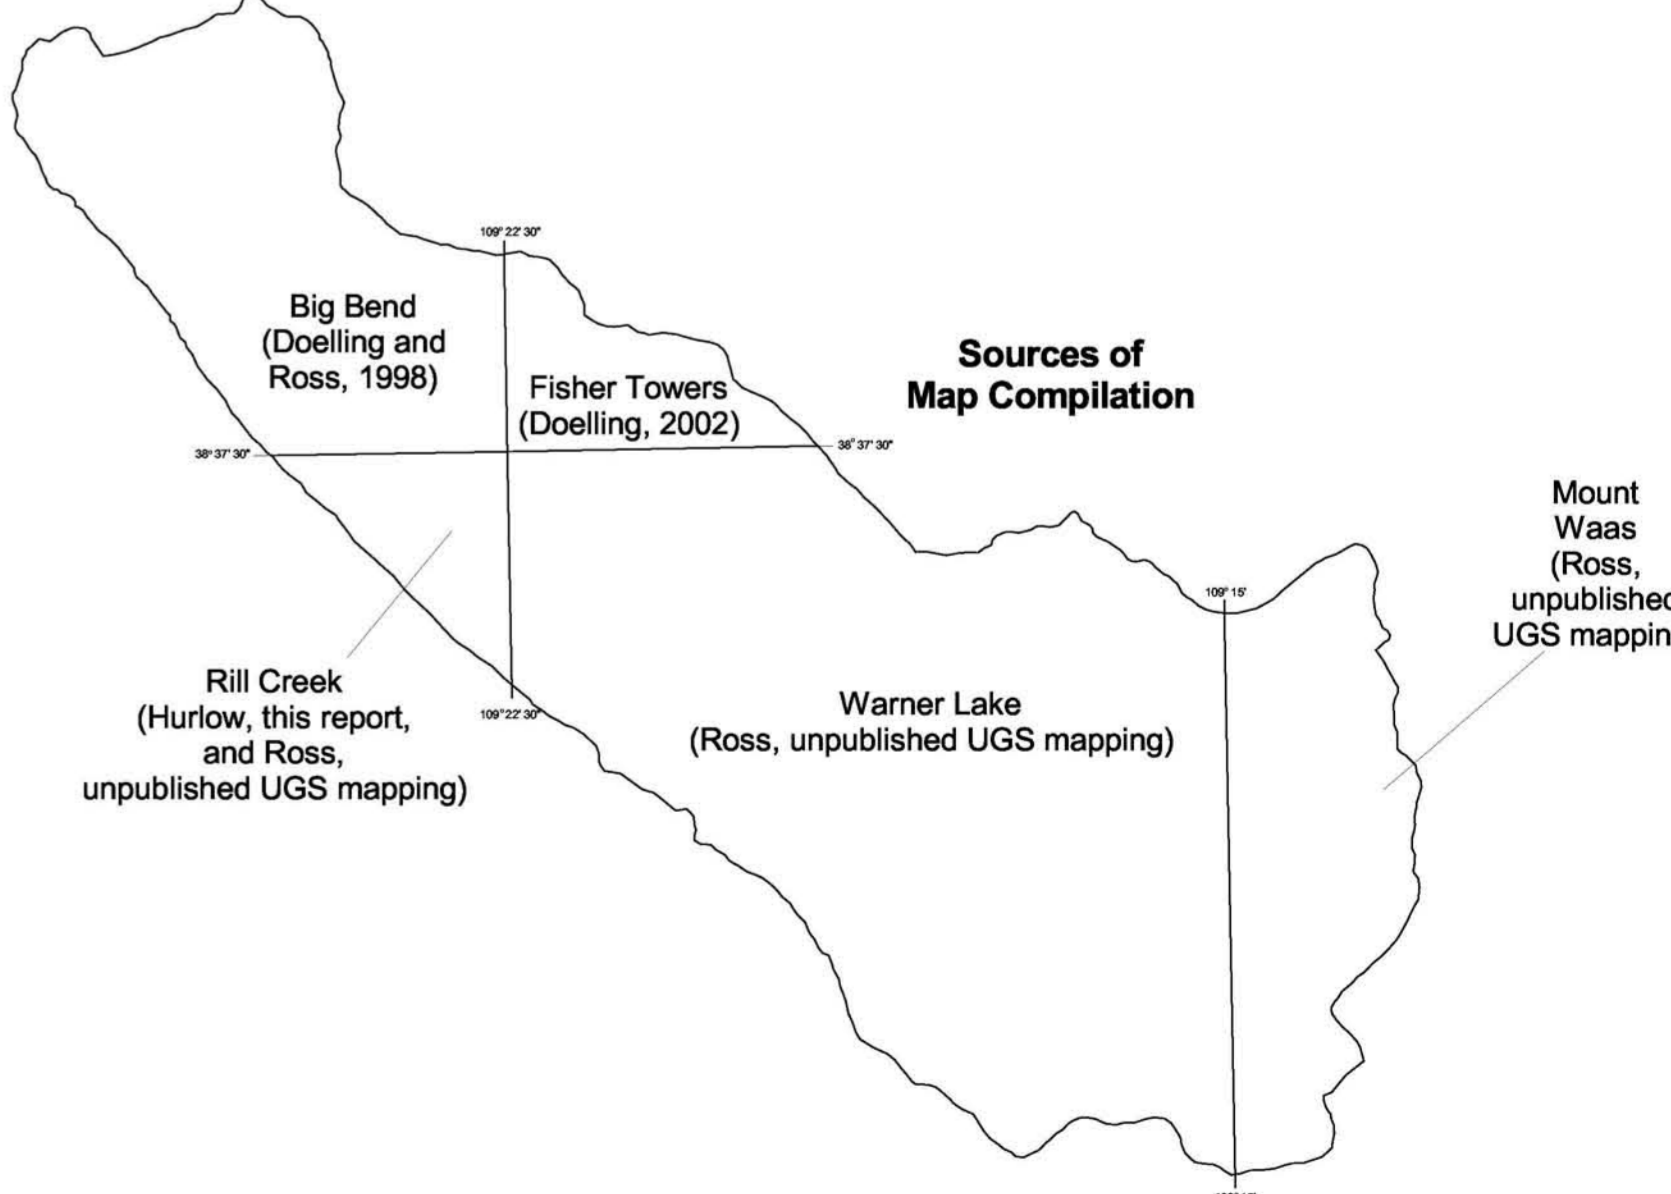 109° 22' 30"
Big Bend
(Doelling and
Ross, 1998)
Fisher Towers
(Doelling, 2002)
Sources of
Map Compilation
38° 37' 30"
38° 37' 30"
Mount
Waas
(Ross,
unpublished
UGS mappin
109° 15'
Rill Creek
(Hurlow, this report,
and Ross,
unpublished UGS mapping)
109° 22' 30"
Warner Lake
(Ross, unpublished UGS mapping)